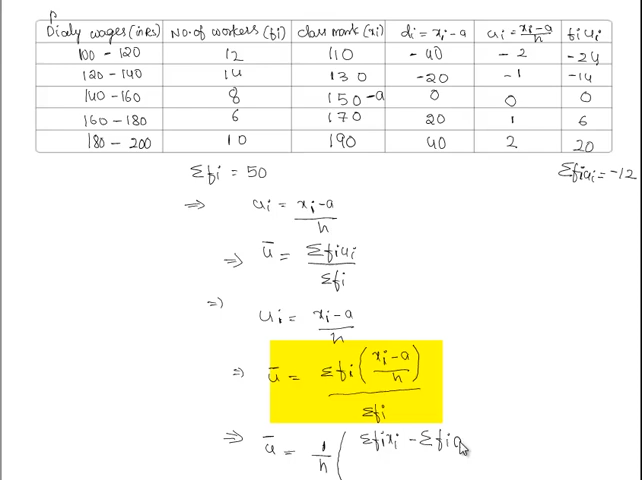 P
Dialy wages (in RS) No. of workers (fi) class mark (xi) di = xi - a ui = xi - a / h fi ui
100 - 120 12 110 - 40 - 2 - 24
120 - 140 14 130 - 20 - 1 - 14
140 - 160 8 150 - a 0 0 0
160 - 180 6 170 20 1 6
180 - 200 10 190 40 2 20
Σfi = 50 Σfiui = -12
⇒ ui = xi - a / h
⇒ ū = Σfiui / Σfi
⇒ ui = xi - a / h
⇒ ū = Σfi ( xi - a / h ) / Σfi
⇒ ū = 1 / h ( Σfixi - Σfia